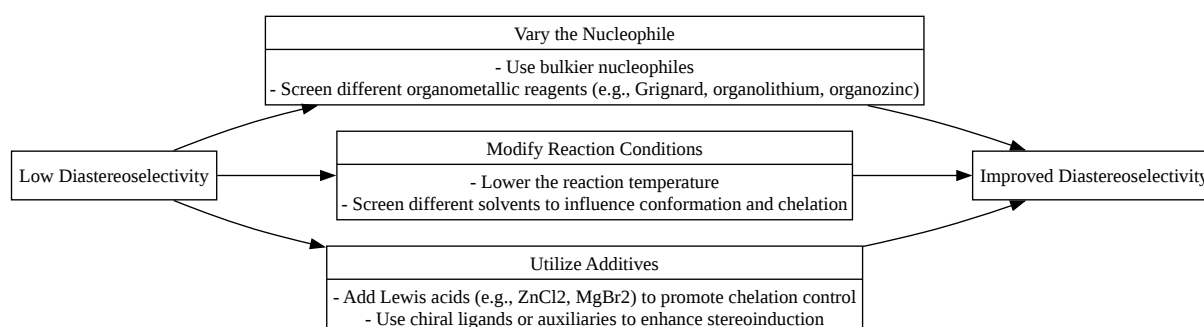 Vary the Nucleophile
- Use bulkier nucleophiles
- Screen different organometallic reagents (e.g., Grignard, organolithium, organozinc)
Low Diastereoselectivity
Modify Reaction Conditions
- Lower the reaction temperature
- Screen different solvents to influence conformation and chelation
Improved Diastereoselectivity
Utilize Additives
- Add Lewis acids (e.g., ZnCl2, MgBr2) to promote chelation control
- Use chiral ligands or auxiliaries to enhance stereoinduction